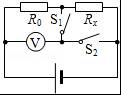 R₀ S₁ Rₓ
V S₂